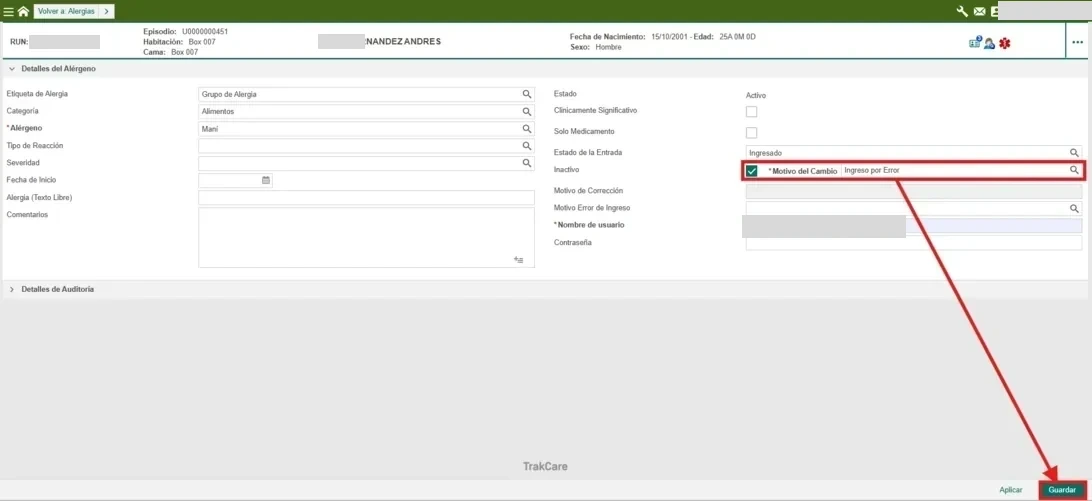 Volver a: Alergias
RUN:
Episodio: U0000000451
Habitación: Box 007
Cama: Box 007
NANDEZ ANDRES
Fecha de Nacimiento: 15/10/2001 - Edad: 25A 0M 0D
Sexo: Hombre
Detalles del Alérgeno
Etiqueta de Alergia Grupo de Alergia
Categoría Alimentos
*Alérgeno Maní
Tipo de Reacción
Severidad
Fecha de Inicio
Alergia (Texto Libre)
Comentarios
Estado Activo
Clínicamente Significativo
Solo Medicamento
Estado de la Entrada Ingresado
Inactivo *Motivo del Cambio Ingreso por Error
Motivo de Corrección
Motivo Error de Ingreso
*Nombre de usuario
Contraseña
Detalles de Auditoría
TrakCare
Aplicar Guardar